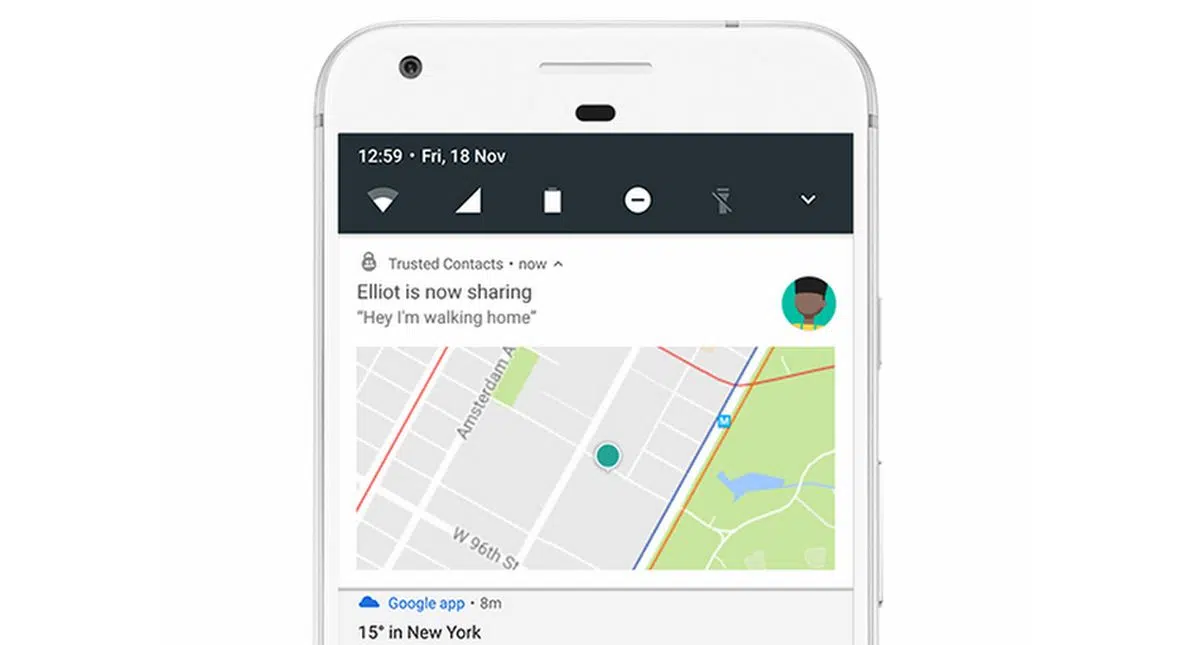 12:59 • Fri, 18 Nov
Trusted Contacts • now
Elliot is now sharing
“Hey I'm walking home”
Amsterdam A
M
W 96th St
Google app • 8m
15° in New York